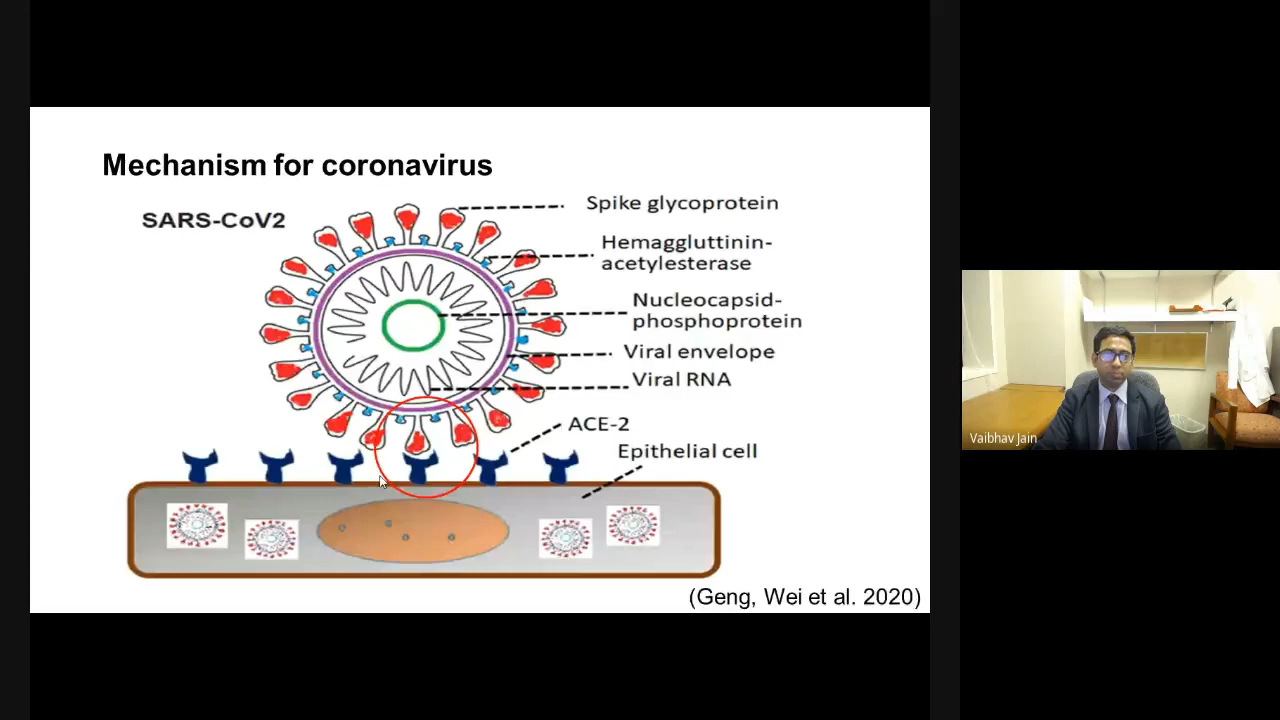 Mechanism for coronavirus
SARS-CoV2
Spike glycoprotein
Hemaggluttinin-
acetylesterase
Nucleocapsid-
phosphoprotein
Viral envelope
Viral RNA
ACE-2
Epithelial cell
(Geng, Wei et al. 2020)
Vaibhav Jain